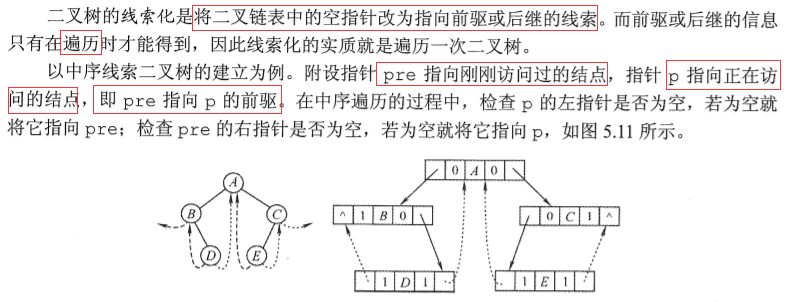 二叉树的线索化是将二叉链表中的空指针改为指向前驱或后继的线索。而前驱或后继的信息
只有在遍历时才能得到，因此线索化的实质就是遍历一次二叉树。
以中序线索二叉树的建立为例。附设指针 pre 指向刚刚访问过的结点，指针 p 指向正在访
问的结点，即 pre 指向 p 的前驱。在中序遍历的过程中，检查 p 的左指针是否为空，若为空就
将它指向 pre；检查 pre 的右指针是否为空，若为空就将它指向 p，如图 5.11 所示。
A
B C
D E
0 A 0
^ 1 B 0
0 C 1 ^
1 D 1
1 E 1